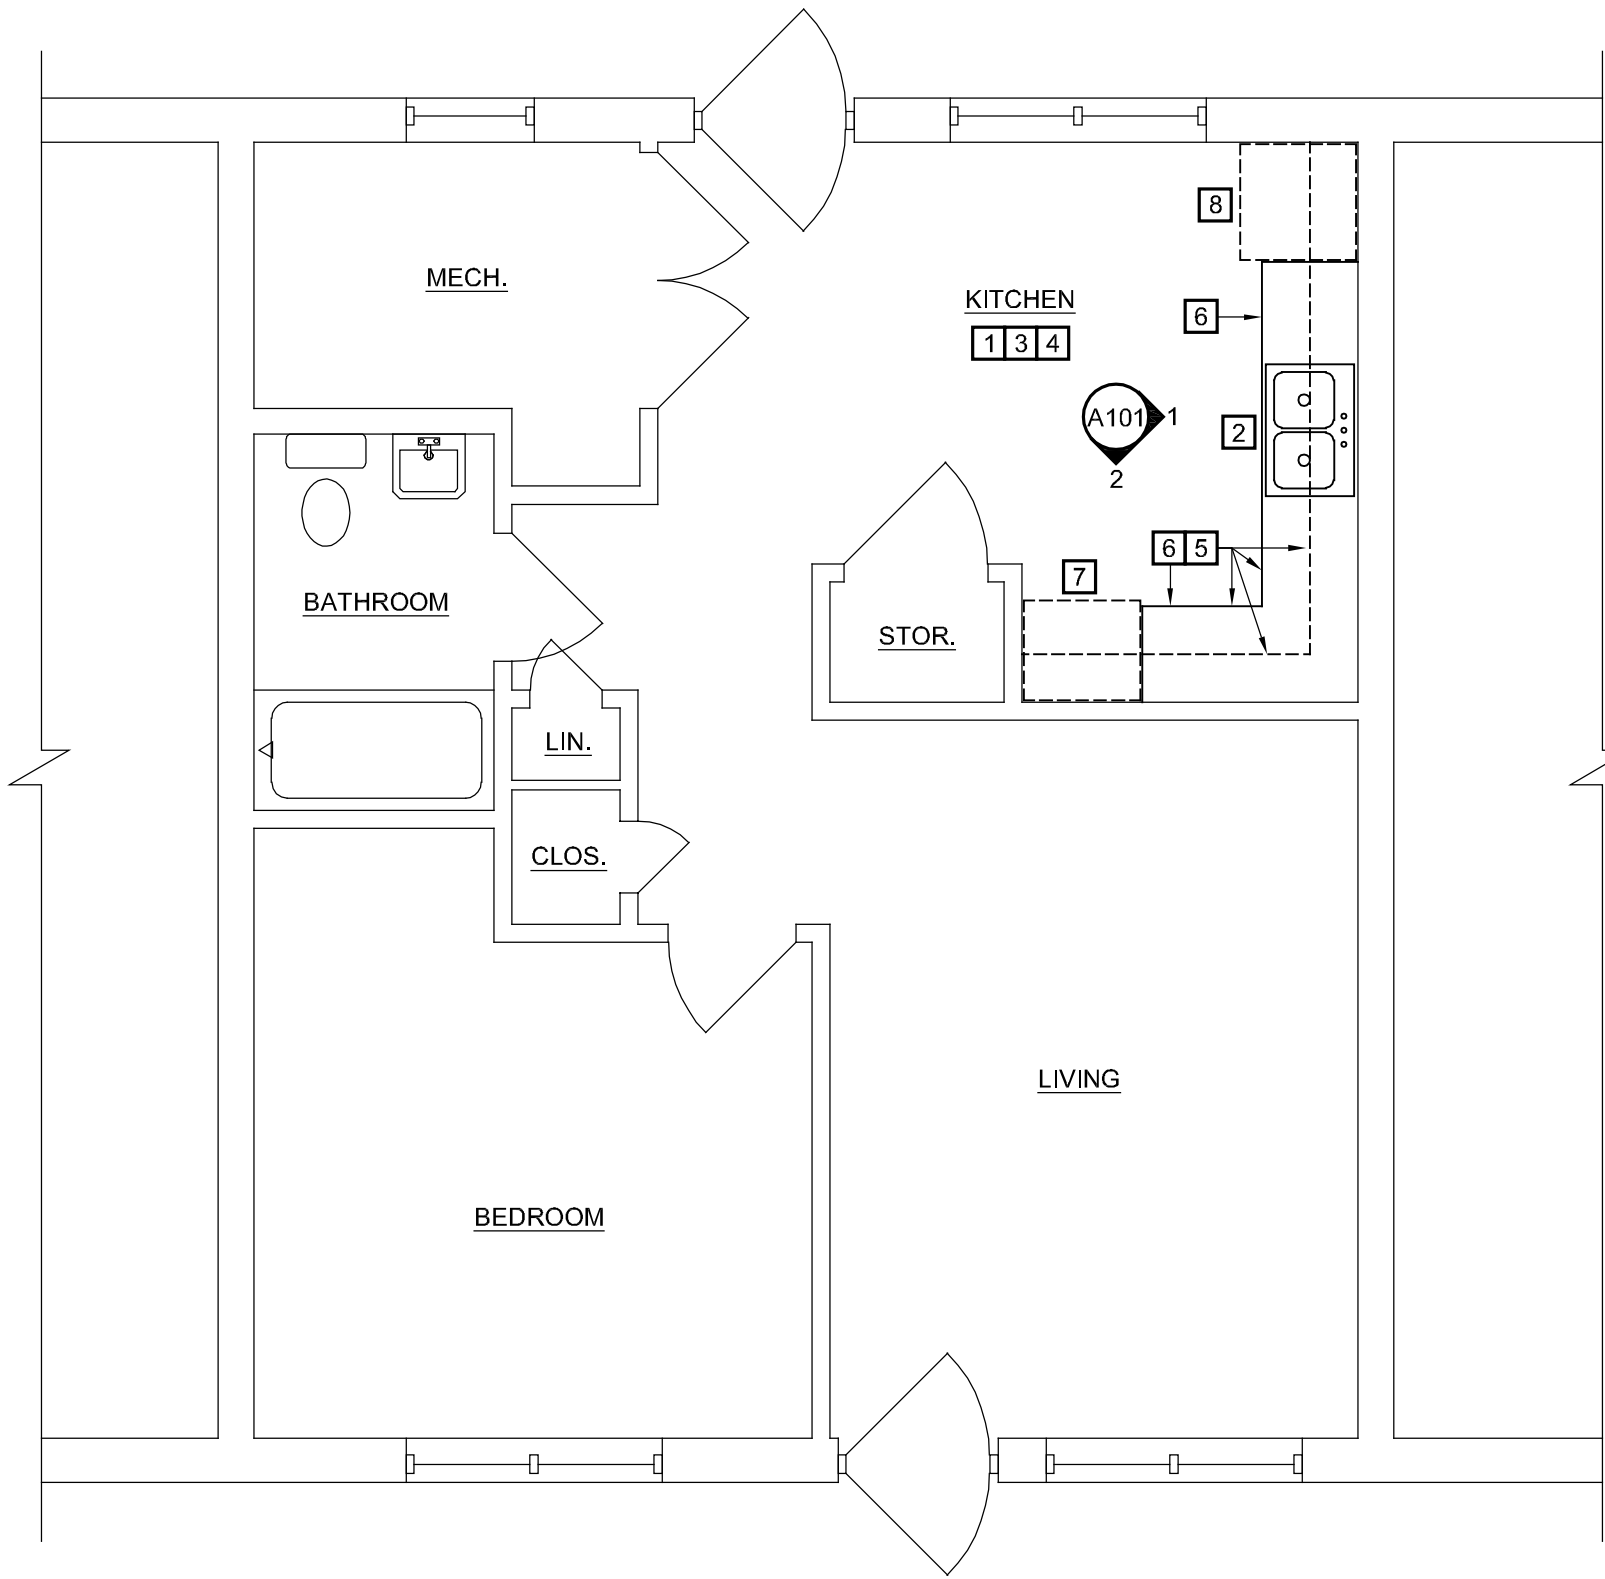 8
MECH.
KITCHEN
6
1 3 4
A101 1
2
2
6 5
7
BATHROOM
STOR.
LIN.
CLOS.
LIVING
BEDROOM